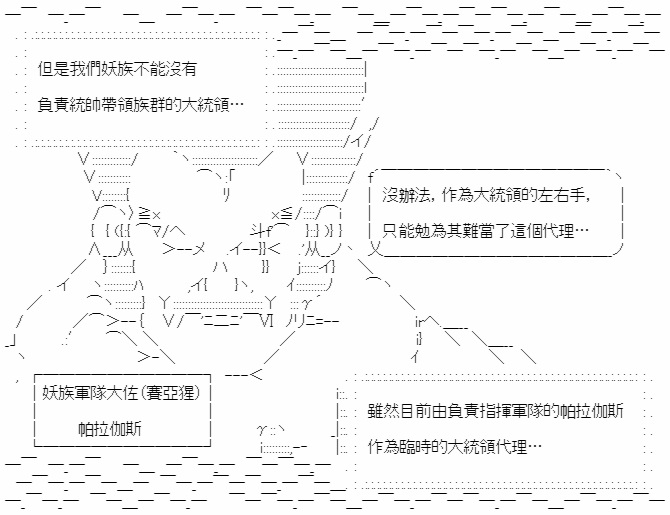 但是我們妖族不能沒有
負責統帥帶領族群的大統領…
沒辦法，作為大統領的左右手，
只能勉為其難當了這個代理…
妖族軍隊大佐(賽亞猩)
帕拉伽斯
雖然目前由負責指揮軍隊的帕拉伽斯
作為臨時的大統領代理…